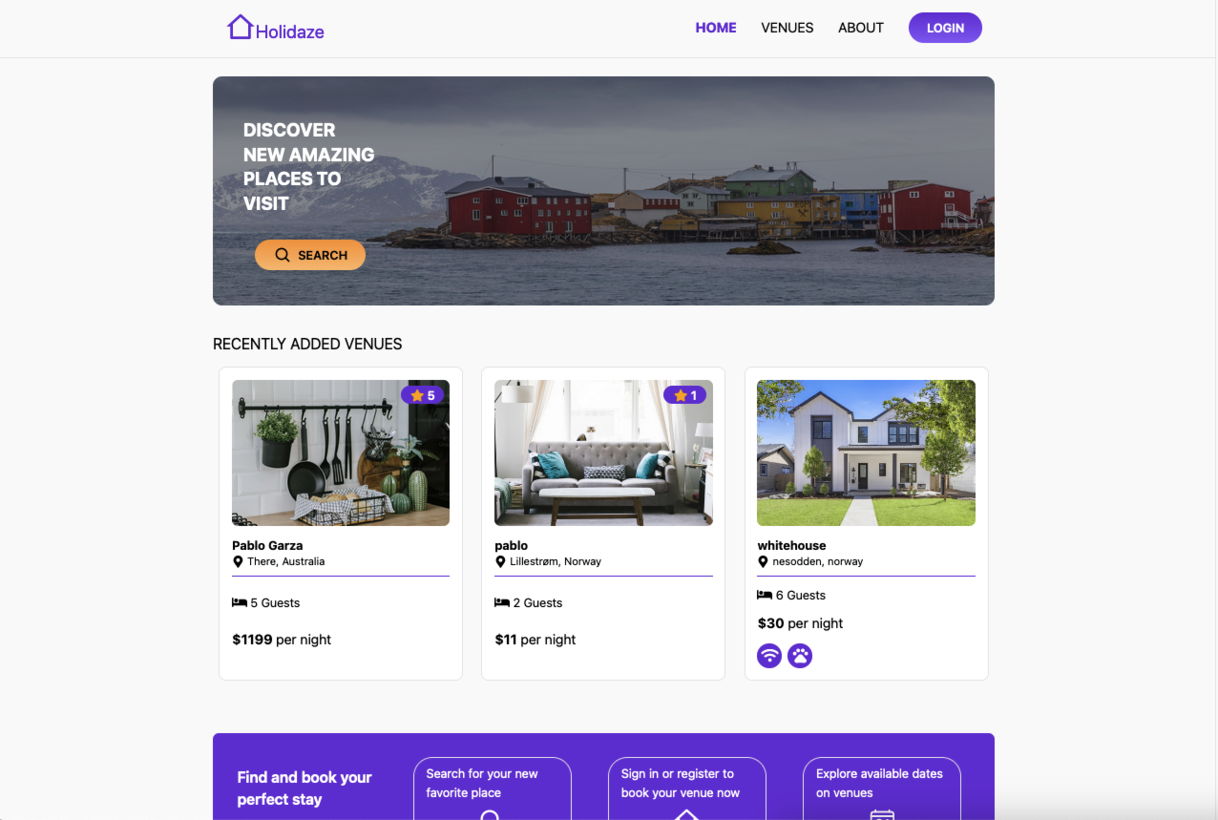 Holidaze
HOME
VENUES
ABOUT
LOGIN
DISCOVER
NEW AMAZING
PLACES TO
VISIT
SEARCH
RECENTLY ADDED VENUES
5
Pablo Garza
There, Australia
5 Guests
$1199 per night
1
pablo
Lillestrøm, Norway
2 Guests
$11 per night
whitehouse
nesodden, norway
6 Guests
$30 per night
Find and book your
perfect stay
Search for your new
favorite place
Sign in or register to
book your venue now
Explore available dates
on venues